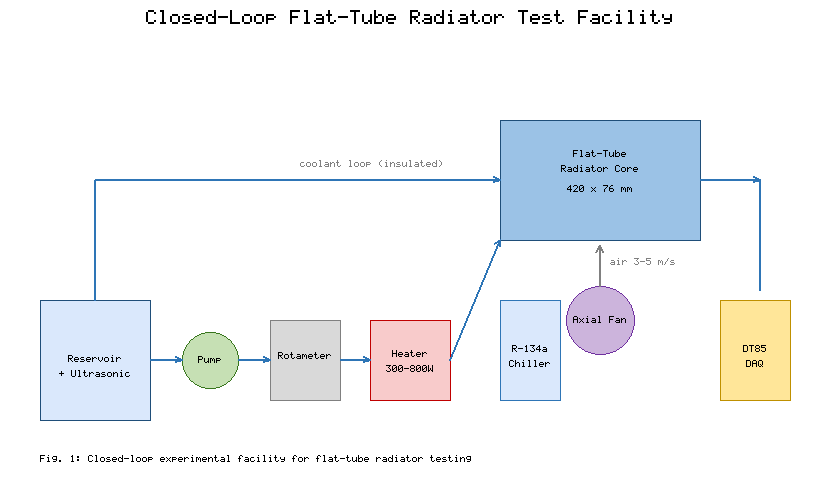 Closed-Loop Flat-Tube Radiator Test Facility
coolant loop (insulated)
Flat-Tube
Radiator Core
420 x 76 mm
air 3-5 m/s
Reservoir
+ Ultrasonic
Pump
Rotameter
Heater
300-800W
R-134a
Chiller
Axial Fan
DT85
DAQ
Fig. 1: Closed-loop experimental facility for flat-tube radiator testing